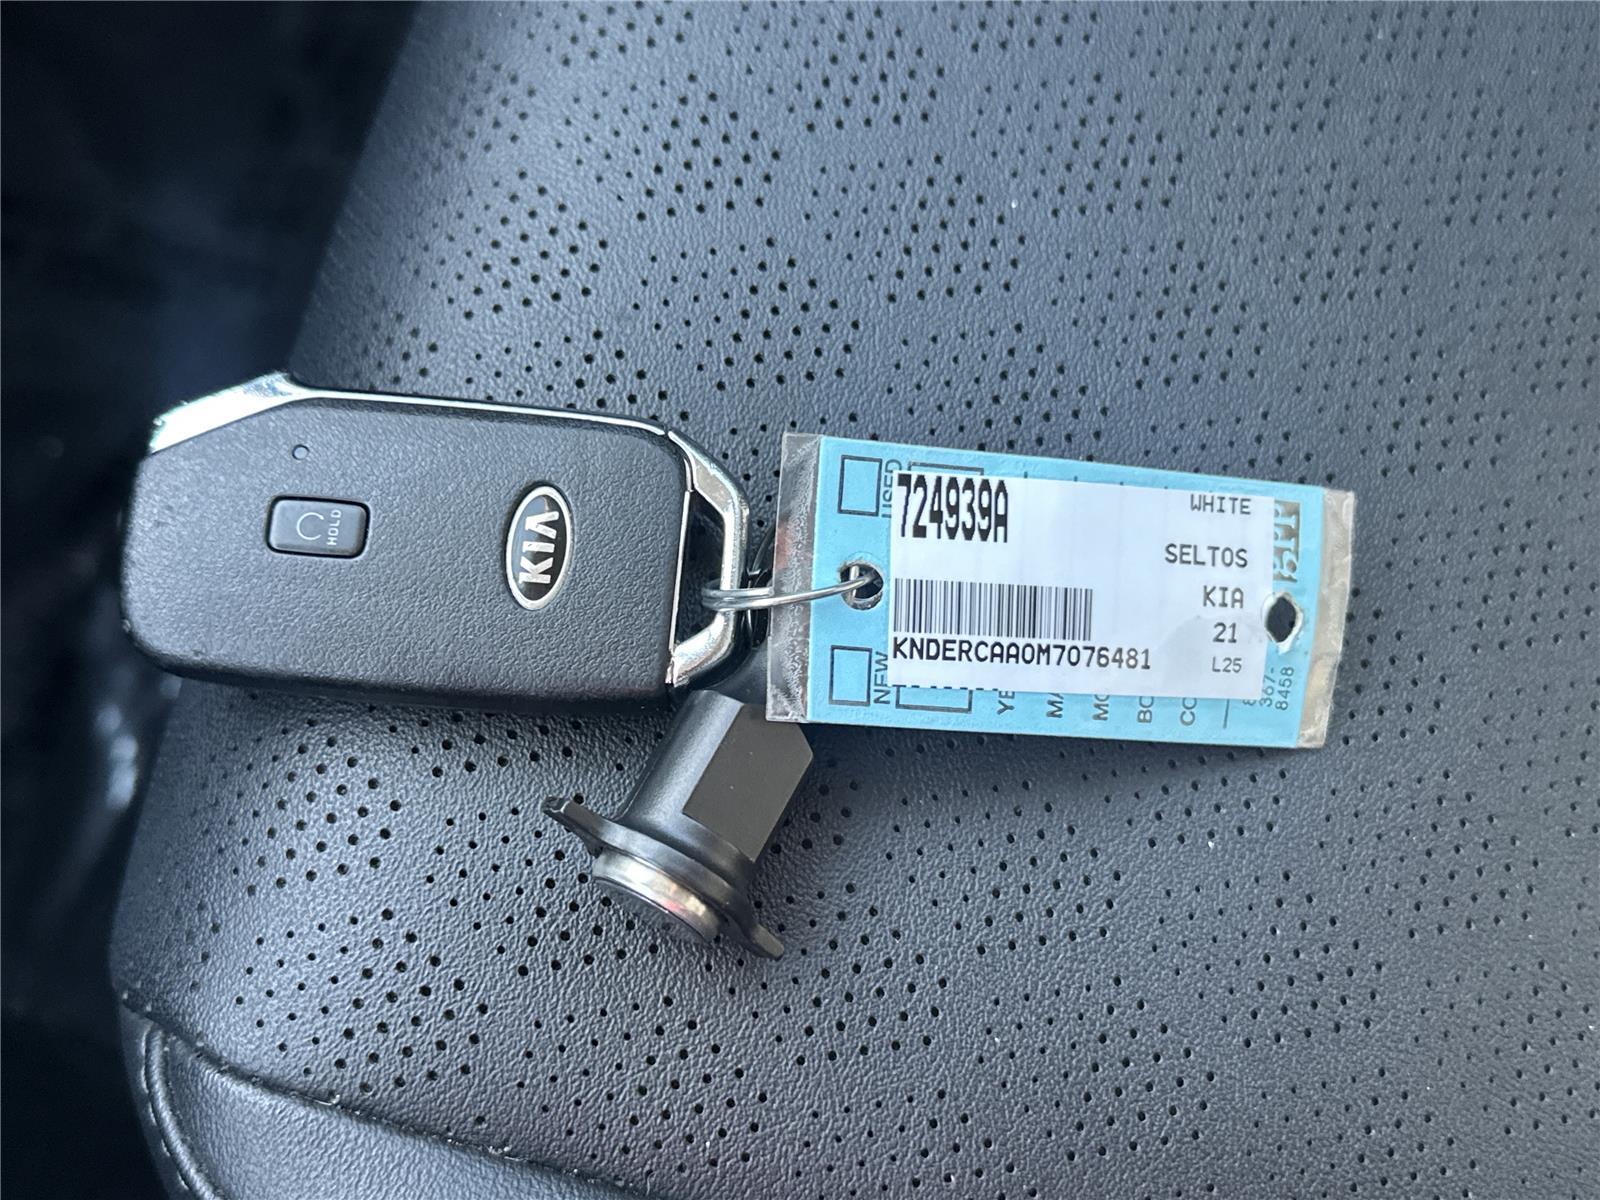 HOLD
KIA
USED
NEW
724939A
WHITE
SELTOS
KIA
21
L25
KNDERCAA0M7076481
367-
8458